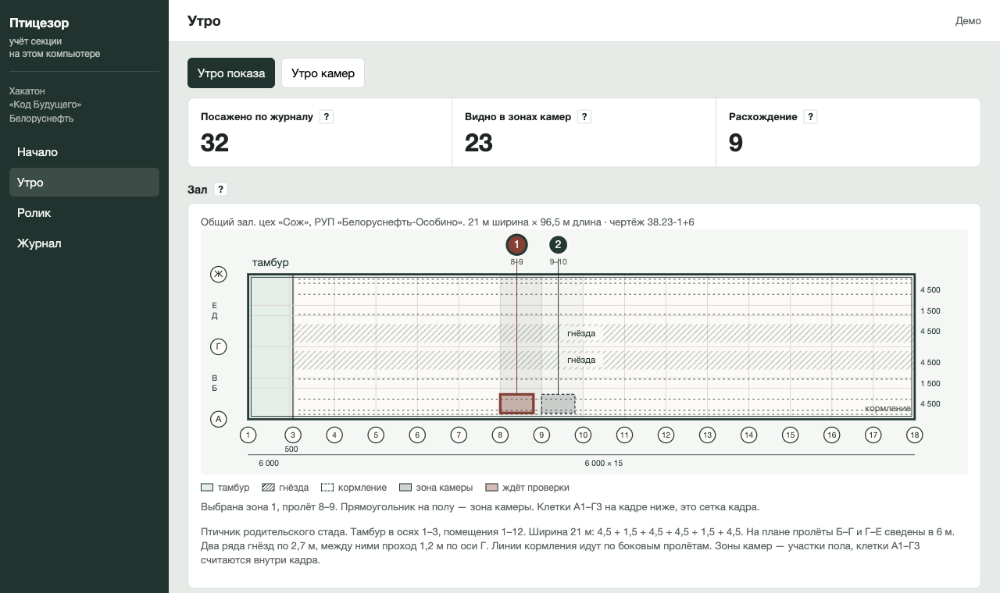 Птицезор
учёт секции
на этом компьютере
Хакатон
«Код Будущего»
Белоруснефть
Начало
Утро
Ролик
Журнал
Утро
Демо
Утро показа
Утро камер
Посажено по журналу ?
32
Видно в зонах камер ?
23
Расхождение ?
9
Зал ?
Общий зал. цех «Сож», РУП «Белоруснефть-Особино». 21 м ширина × 96,5 м длина · чертёж 38.23-1+6
1 2
8–9 9–10
тамбур
Ж
Е
Д
Г
В
Б
А
4 500
1 500
4 500
4 500
1 500
4 500
гнёзда
гнёзда
кормление
1 3 4 5 6 7 8 9 10 11 12 13 14 15 16 17 18
500
6 000 6 000 × 15
тамбур гнёзда кормление зона камеры ждёт проверки
Выбрана зона 1, пролёт 8–9. Прямоугольник на полу — зона камеры. Клетки А1–Г3 на кадре ниже, это сетка кадра.
Птичник родительского стада. Тамбур в осях 1–3, помещения 1–12. Ширина 21 м: 4,5 + 1,5 + 4,5 + 4,5 + 1,5 + 4,5. На плане пролёты Б–Г и Г–Е сведены в 6 м.
Два ряда гнёзд по 2,7 м, между ними проход 1,2 м по оси Г. Линии кормления идут по боковым пролётам. Зоны камер — участки пола, клетки А1–Г3
считаются внутри кадра.